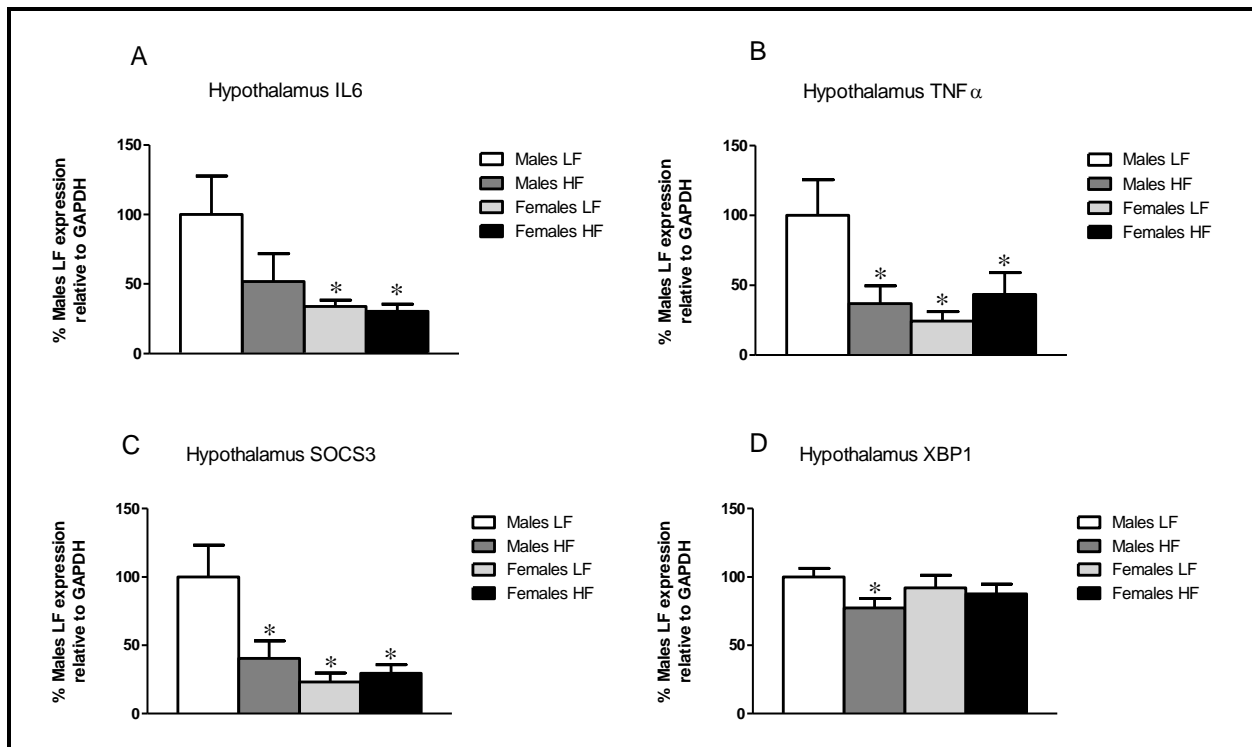 A
Hypothalamus IL6
% Males LF expression
relative to GAPDH
150
100
50
0
*
*
Males LF
Males HF
Females LF
Females HF
B
Hypothalamus TNF α
% Males LF expression
relative to GAPDH
150
100
50
0
*
*
*
Males LF
Males HF
Females LF
Females HF
C
Hypothalamus SOCS3
% Males LF expression
relative to GAPDH
150
100
50
0
*
*
*
Males LF
Males HF
Females LF
Females HF
D
Hypothalamus XBP1
% Males LF expression
relative to GAPDH
150
100
50
0
*
Males LF
Males HF
Females LF
Females HF